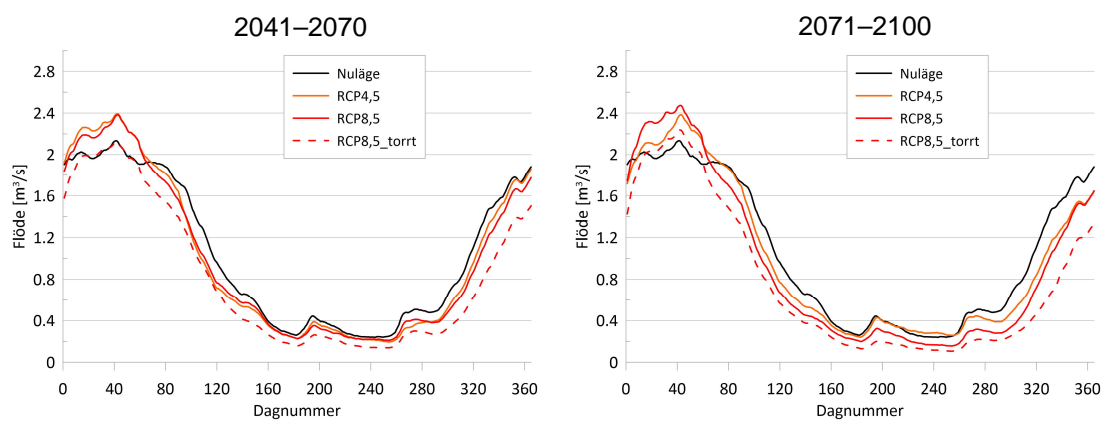 2041–2070
2.8
2.4
2
1.6
1.2
0.8
0.4
0
Flöde [m³/s]
Nuläge
RCP4,5
RCP8,5
RCP8,5_torrt
0 40 80 120 160 200 240 280 320 360
Dagnummer
2071–2100
2.8
2.4
2
1.6
1.2
0.8
0.4
0
Flöde [m³/s]
Nuläge
RCP4,5
RCP8,5
RCP8,5_torrt
0 40 80 120 160 200 240 280 320 360
Dagnummer